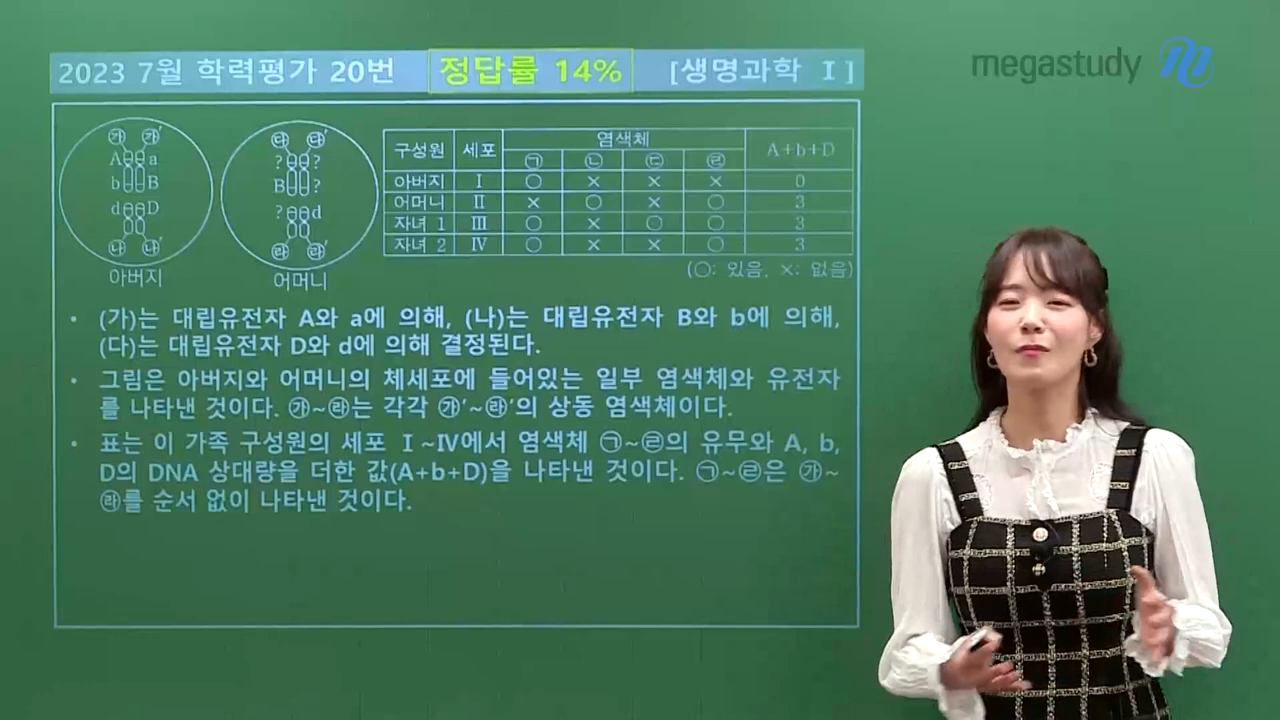 2023 7월 학력평가 20번 정답률 14% [생명과학 Ⅰ]
megastudy
㉮ ㉮′
A a
b B
d D
㉯ ㉯′
아버지
㉰ ㉰′
? ?
B ?
? d
㉱ ㉱′
어머니
구성원 세포 염색체 A+b+D
㉠ ㉡ ㉢ ㉣
아버지 Ⅰ ○ × × × 0
어머니 Ⅱ × ○ × ○ 3
자녀 1 Ⅲ ○ × ○ ○ 3
자녀 2 Ⅳ ○ × × ○ 3
(○: 있음, ×: 없음)
• (가)는 대립유전자 A와 a에 의해, (나)는 대립유전자 B와 b에 의해,
(다)는 대립유전자 D와 d에 의해 결정된다.
• 그림은 아버지와 어머니의 체세포에 들어있는 일부 염색체와 유전자
를 나타낸 것이다. ㉮~㉱는 각각 ㉮′~㉱′의 상동 염색체이다.
• 표는 이 가족 구성원의 세포 Ⅰ~Ⅳ에서 염색체 ㉠~㉣의 유무와 A, b,
D의 DNA 상대량을 더한 값(A+b+D)을 나타낸 것이다. ㉠~㉣은 ㉮~
㉱를 순서 없이 나타낸 것이다.